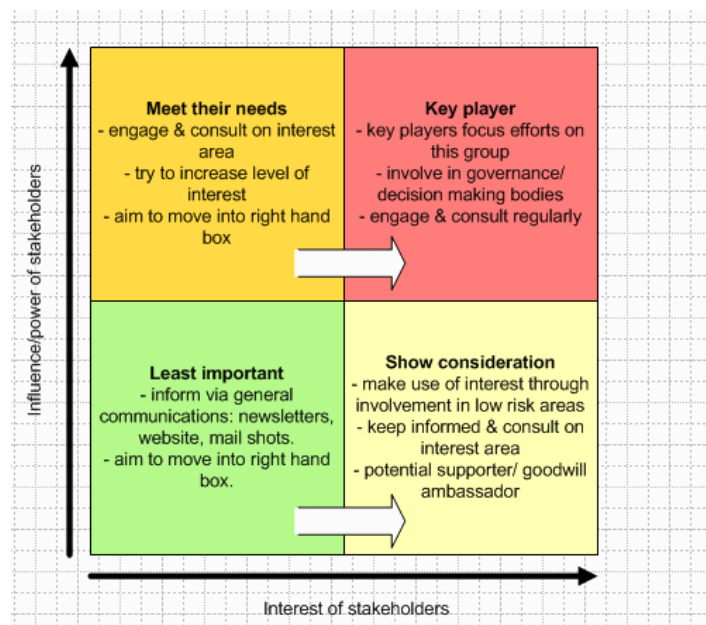 Influence/power of stakeholders
Meet their needs
- engage & consult on interest
area
- try to increase level of
interest
- aim to move into right hand
box
Key player
- key players focus efforts on
this group
- involve in governance/
decision making bodies
- engage & consult regularly
Least important
- inform via general
communications: newsletters,
website, mail shots.
- aim to move into right hand
box.
Show consideration
- make use of interest through
involvement in low risk areas
- keep informed & consult on
interest area
- potential supporter/ goodwill
ambassador
Interest of stakeholders